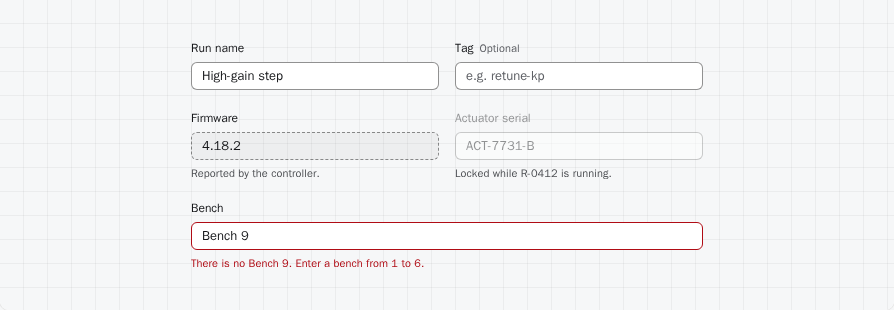 Run name
High-gain step
Tag Optional
e.g. retune-kp
Firmware
4.18.2
Reported by the controller.
Actuator serial
ACT-7731-B
Locked while R-0412 is running.
Bench
Bench 9
There is no Bench 9. Enter a bench from 1 to 6.